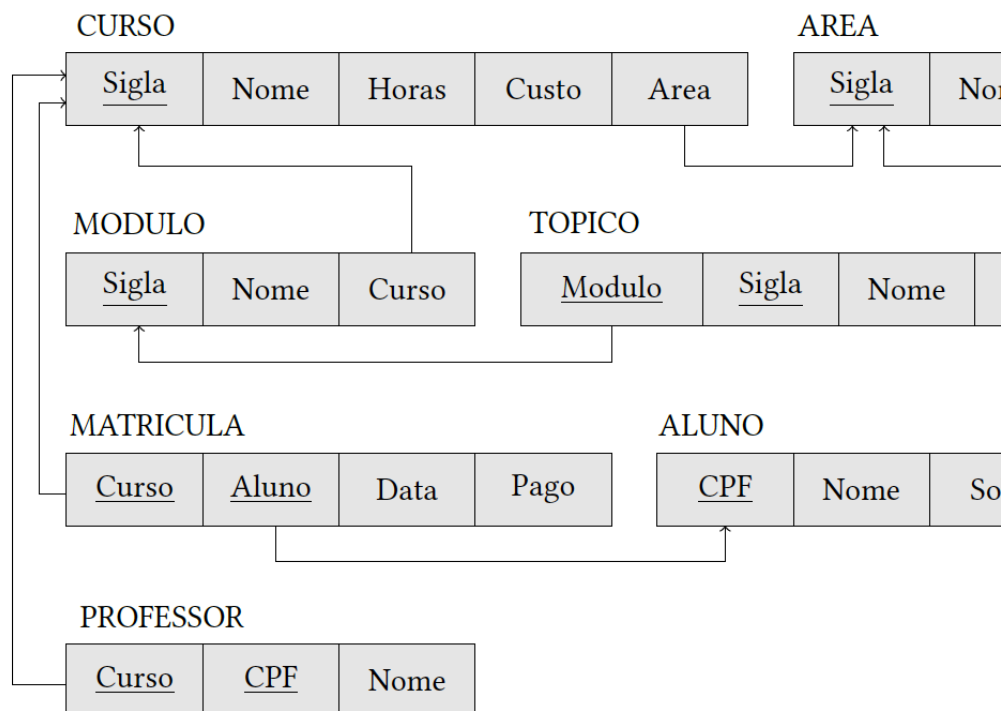 CURSO AREA
Sigla Nome Horas Custo Area Sigla
MODULO TOPICO
Sigla Nome Curso Modulo Sigla Nome
MATRICULA ALUNO
Curso Aluno Data Pago CPF Nome
PROFESSOR
Curso CPF Nome